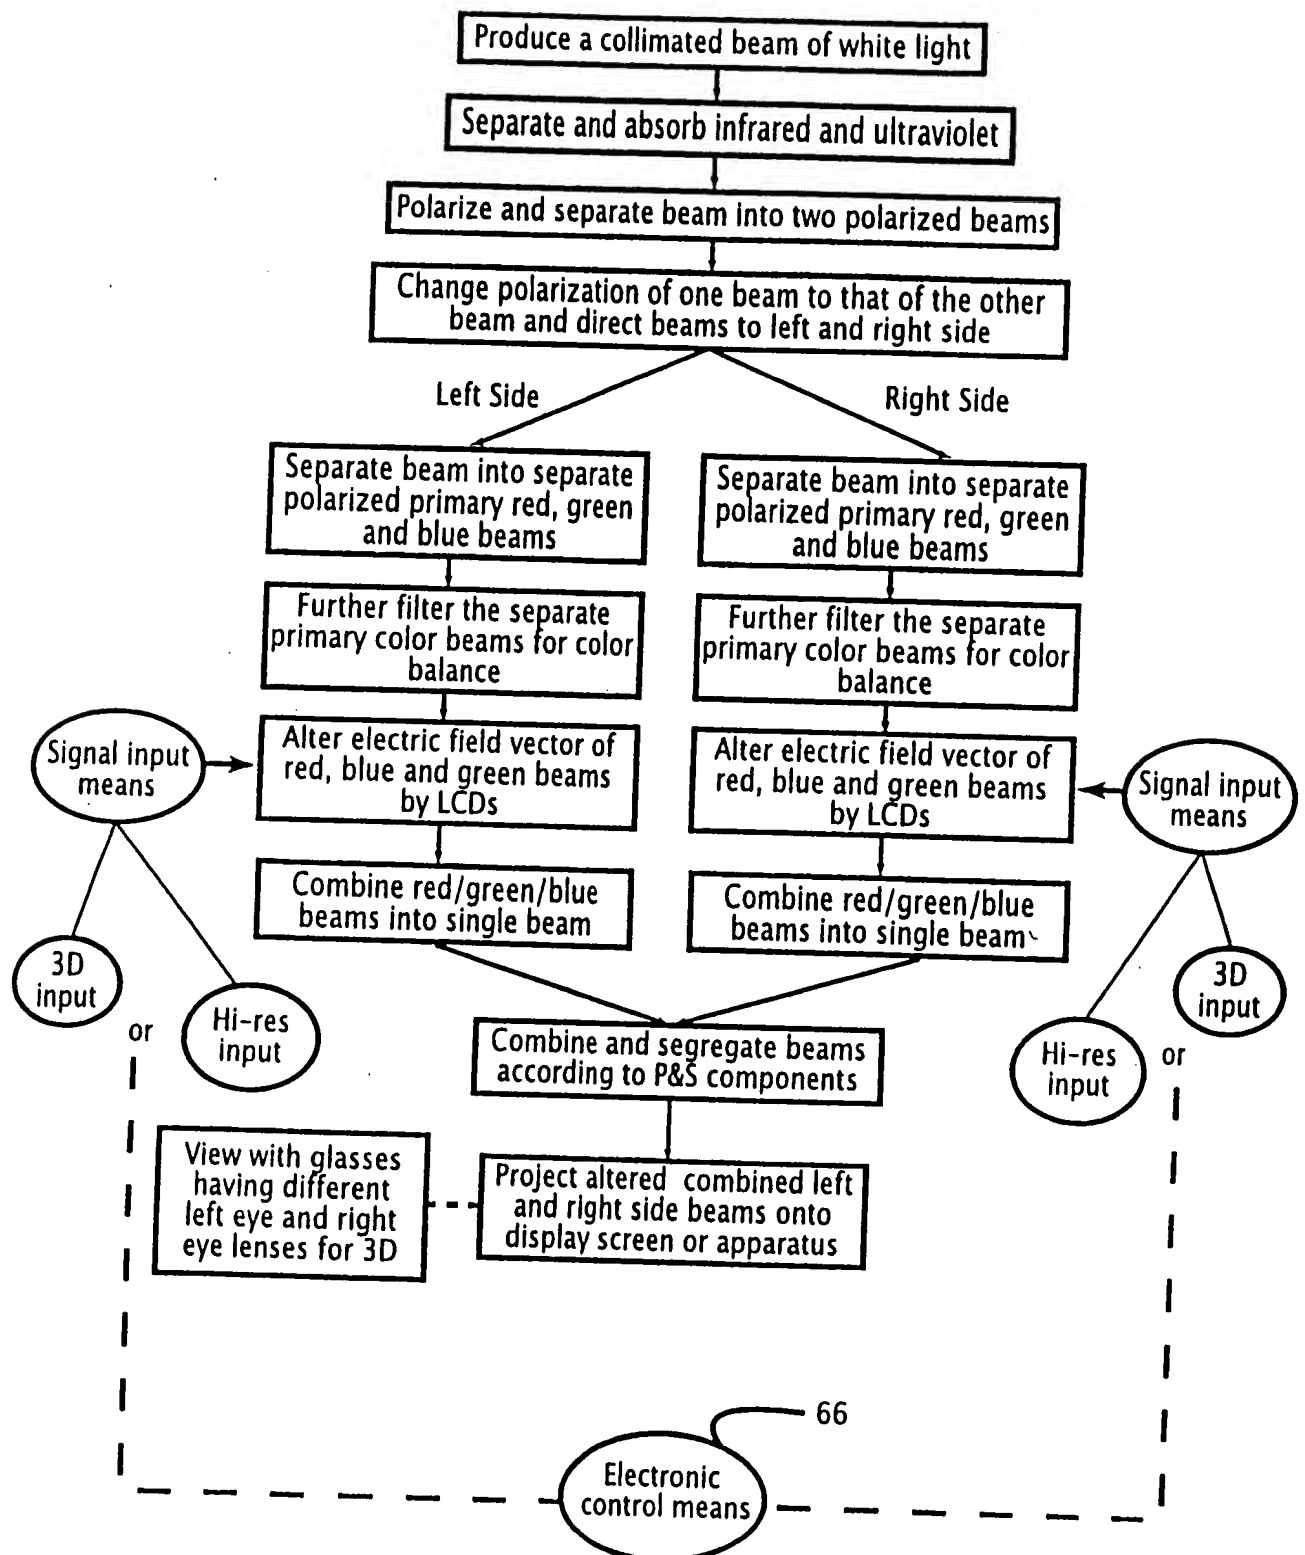 Produce a collimated beam of white light
Separate and absorb infrared and ultraviolet
Polarize and separate beam into two polarized beams
Change polarization of one beam to that of the other
beam and direct beams to left and right side
Left Side
Right Side
Separate beam into separate
polarized primary red, green
and blue beams
Separate beam into separate
polarized primary red, green
and blue beams
Further filter the separate
primary color beams for color
balance
Further filter the separate
primary color beams for color
balance
Signal input
means
Alter electric field vector of
red, blue and green beams
by LCDs
Alter electric field vector of
red, blue and green beams
by LCDs
Signal input
means
Combine red/green/blue
beams into single beam
Combine red/green/blue
beams into single beam
3D
input
or
Hi-res
input
Combine and segregate beams
according to P&S components
Hi-res
input
or
3D
input
View with glasses
having different
left eye and right
eye lenses for 3D
Project altered combined left
and right side beams onto
display screen or apparatus
66
Electronic
control means